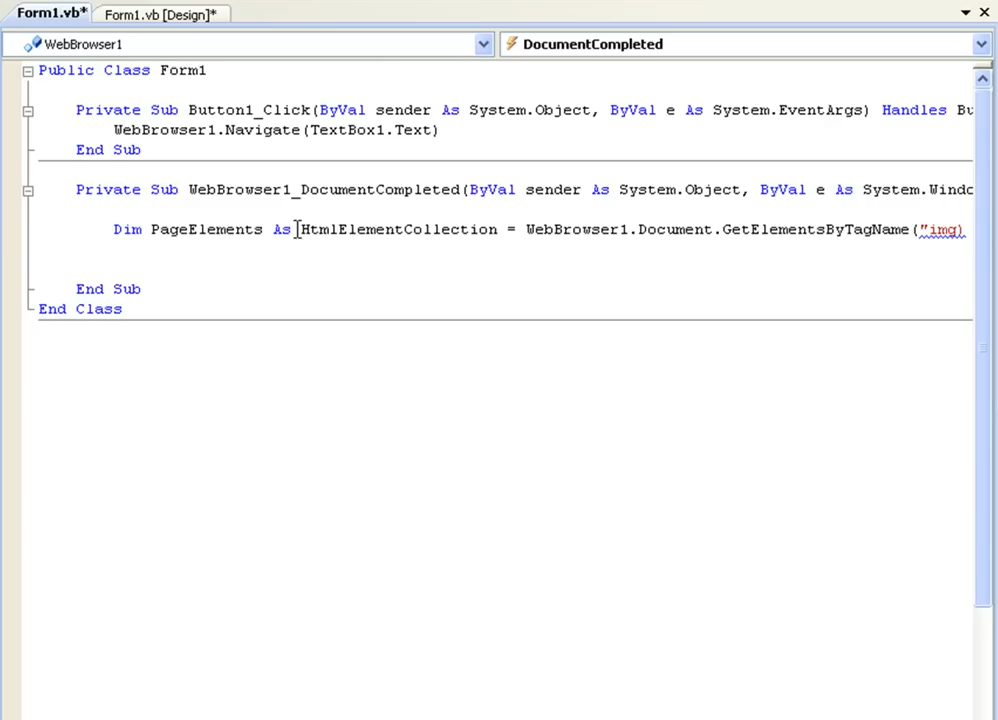 Form1.vb* Form1.vb [Design]*
WebBrowser1 DocumentCompleted
Public Class Form1
Private Sub Button1_Click(ByVal sender As System.Object, ByVal e As System.EventArgs) Handles Bu
WebBrowser1.Navigate(TextBox1.Text)
End Sub
Private Sub WebBrowser1_DocumentCompleted(ByVal sender As System.Object, ByVal e As System.Windo
Dim PageElements As HtmlElementCollection = WebBrowser1.Document.GetElementsByTagName("img)
End Sub
End Class